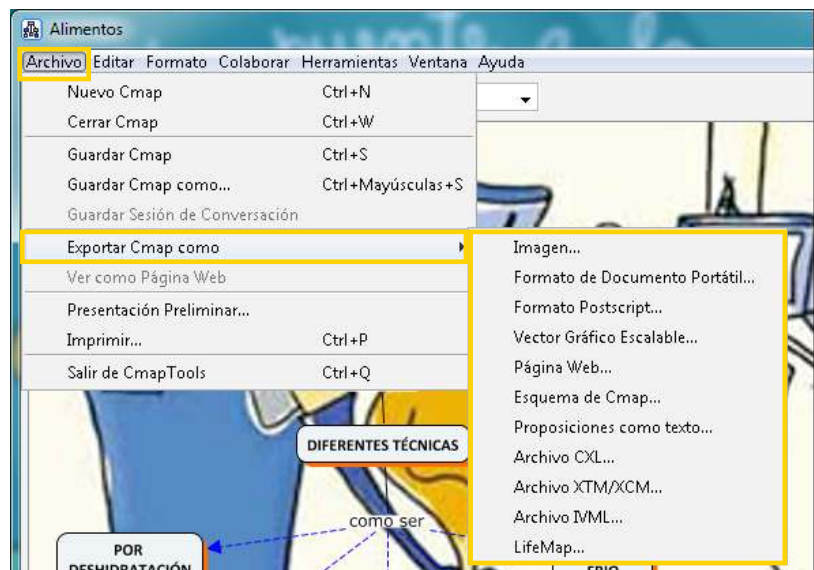 Alimentos
Archivo Editar Formato Colaborar Herramientas Ventana Ayuda
Nuevo Cmap Ctrl+N
Cerrar Cmap Ctrl+W
Guardar Cmap Ctrl+S
Guardar Cmap como... Ctrl+Mayúsculas+S
Guardar Sesión de Conversación
Exportar Cmap como
Ver como Página Web
Presentación Preliminar...
Imprimir... Ctrl+P
Salir de CmapTools Ctrl+Q
Imagen...
Formato de Documento Portátil...
Formato Postscript...
Vector Gráfico Escalable...
Página Web...
Esquema de Cmap...
Proposiciones como texto...
Archivo CXL...
Archivo XTM/XCM...
Archivo IVML...
LifeMap...
DIFERENTES TÉCNICAS
como ser
POR
DESHIDRATACIÓN
FRIO